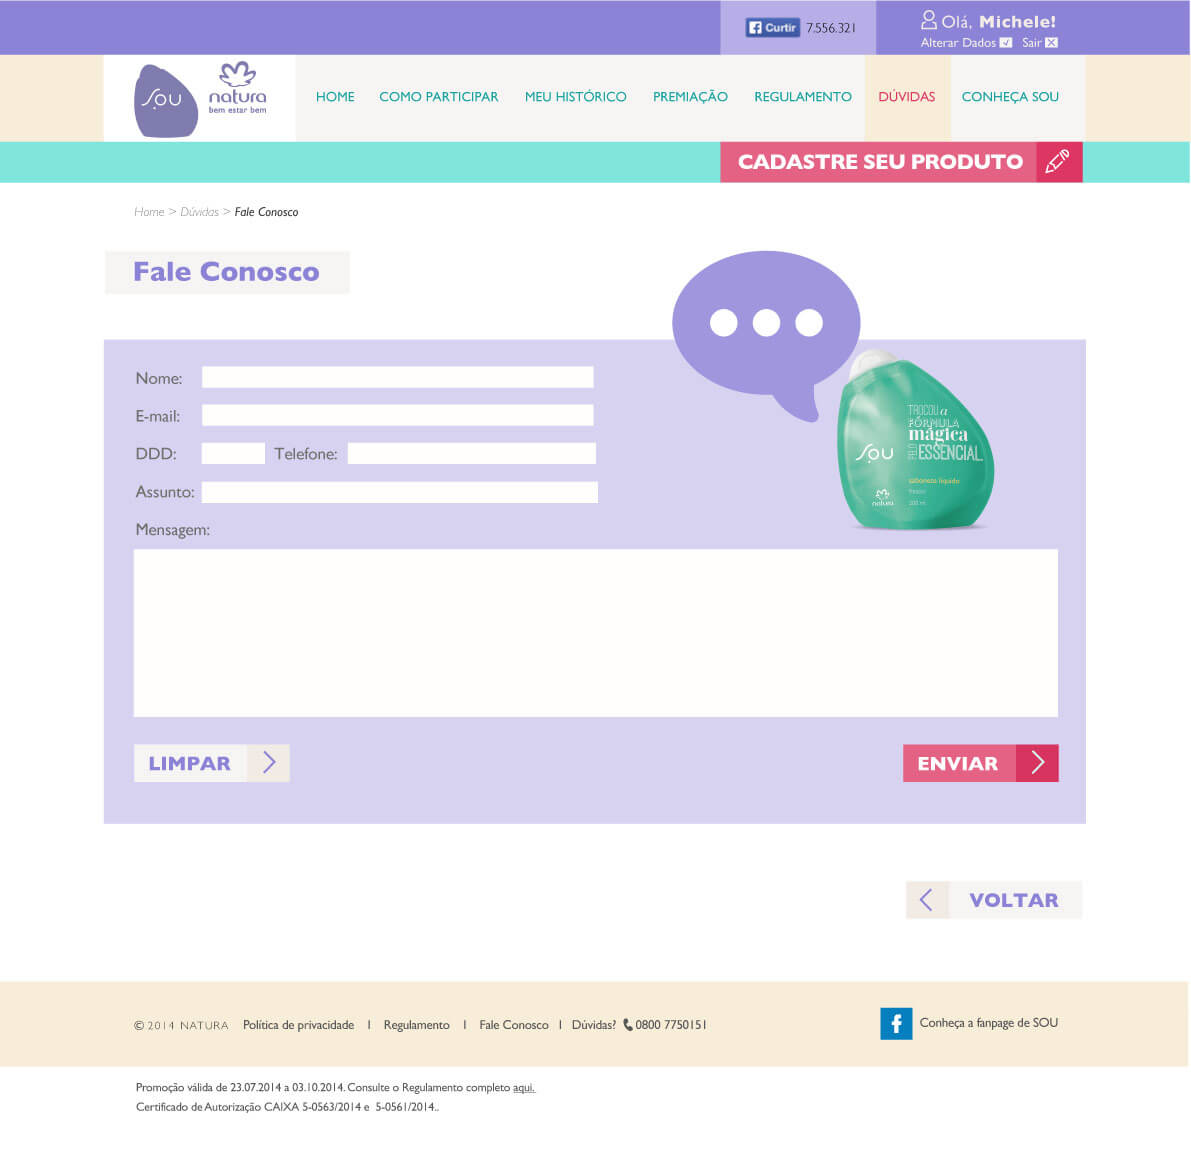 Curtir 7.556.321
Olá, Michele!
Alterar Dados Sair
SOU
natura
bem estar bem
HOME COMO PARTICIPAR MEU HISTÓRICO PREMIAÇÃO REGULAMENTO DÚVIDAS CONHEÇA SOU
CADASTRE SEU PRODUTO
Home > Dúvidas > Fale Conosco
Fale Conosco
Nome:
E-mail:
DDD: Telefone:
Assunto:
Mensagem:
TROCOU a
FÓRMULA
mágica
PELO ESSENCIAL
SOU
sabonete líquido
natura
200 ml
LIMPAR
ENVIAR
VOLTAR
© 2014 NATURA Política de privacidade I Regulamento I Fale Conosco I Dúvidas? 0800 7750151
Conheça a fanpage de SOU
Promoção válida de 23.07.2014 a 03.10.2014. Consulte o Regulamento completo aqui.
Certificado de Autorização CAIXA 5-0563/2014 e 5-0561/2014..